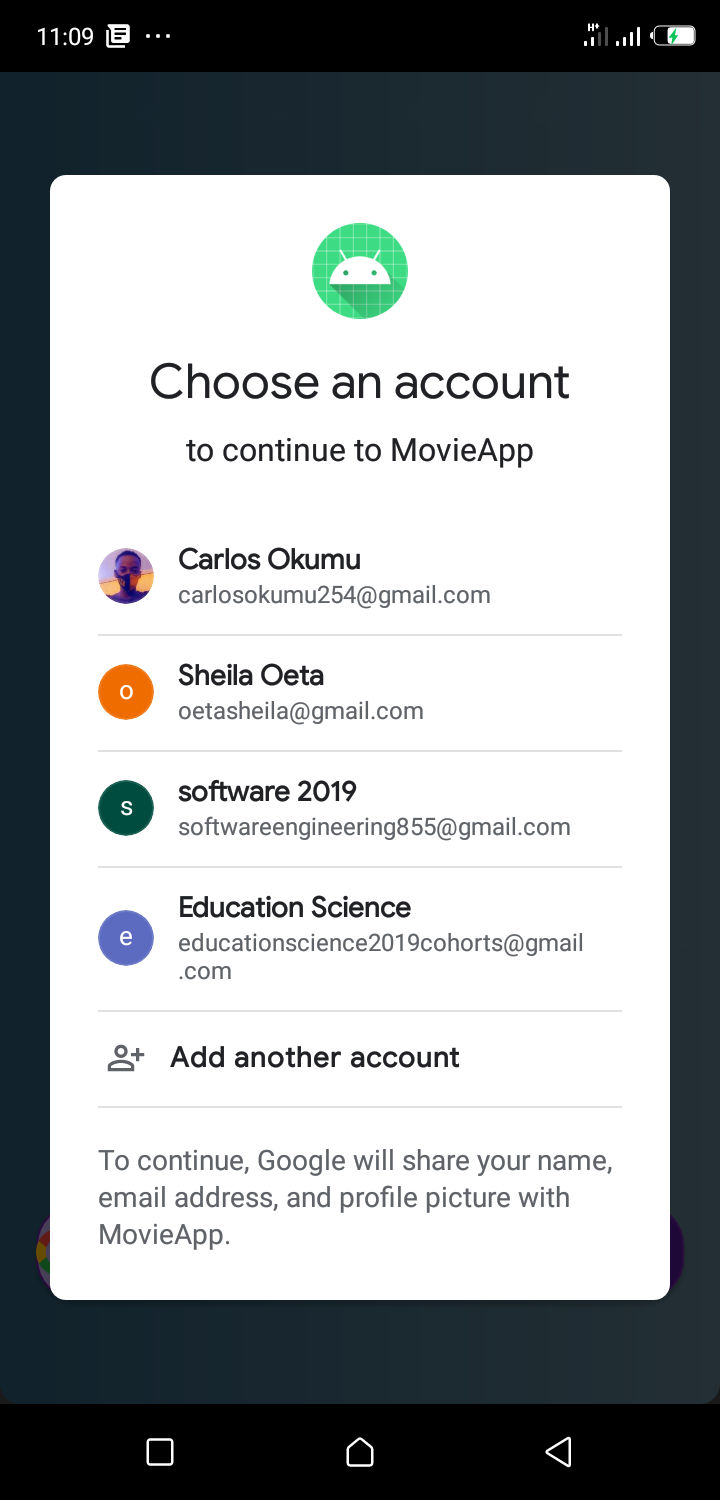 11:09
H+
Choose an account
to continue to MovieApp
Carlos Okumu
carlosokumu254@gmail.com
o
Sheila Oeta
oetasheila@gmail.com
s
software 2019
softwareengineering855@gmail.com
e
Education Science
educationscience2019cohorts@gmail
.com
Add another account
To continue, Google will share your name,
email address, and profile picture with
MovieApp.